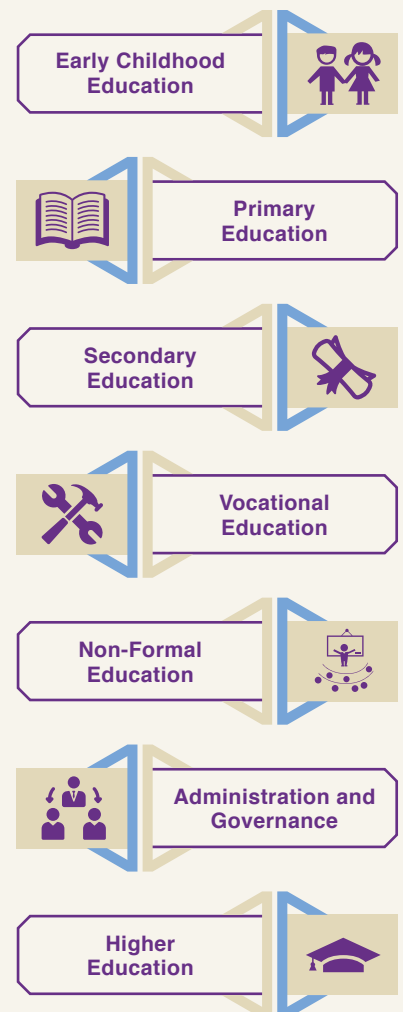 Early Childhood
Education
Primary
Education
Secondary
Education
Vocational
Education
Non-Formal
Education
Administration and
Governance
Higher
Education